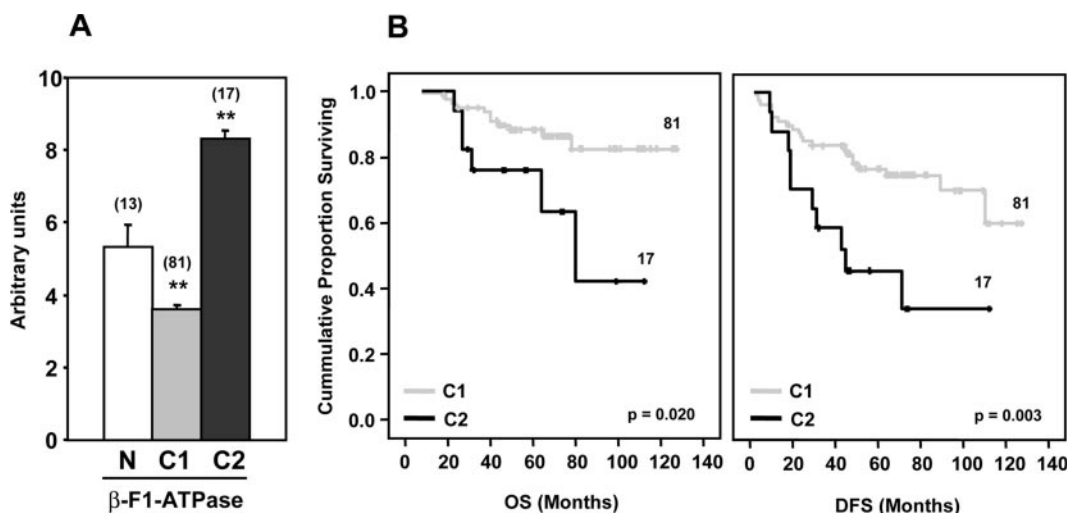 A
B
10
8
6
4
2
0
Arbitrary units
(13)
(81)
**
(17)
**
N C1 C2
β-F1-ATPase
Cummulative Proportion Surviving
1.0
0.8
0.6
0.4
0.2
0.0
81
17
C1
C2
p = 0.020
0 20 40 60 80 100 120 140
OS (Months)
81
17
C1
C2
p = 0.003
0 20 40 60 80 100 120 140
DFS (Months)